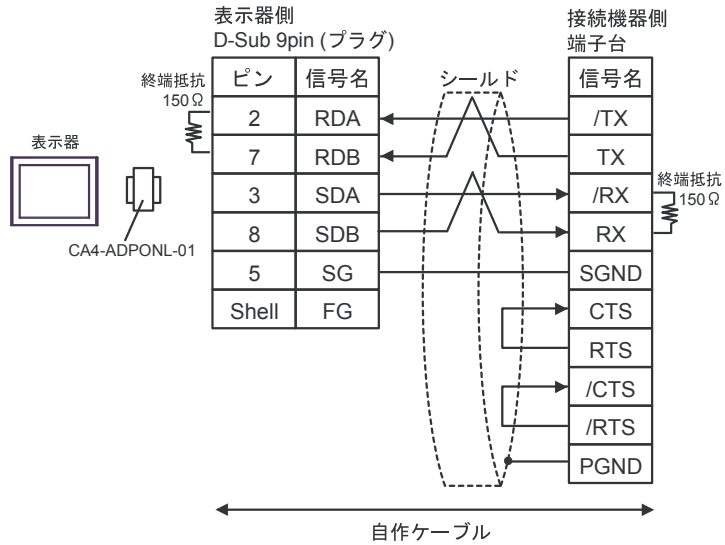 表示器側
D-Sub 9pin (プラグ)
接続機器側
端子台
終端抵抗
150Ω
ピン 信号名
シールド
信号名
2 RDA
/TX
7 RDB
TX
3 SDA
/RX
8 SDB
RX
5 SG
SGND
Shell FG
CTS
RTS
/CTS
/RTS
PGND
終端抵抗
150Ω
表示器
CA4-ADPONL-01
自作ケーブル